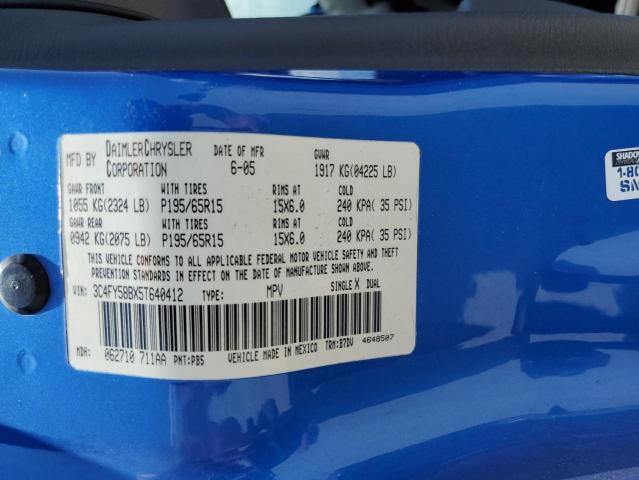 MFD BY DAIMLERCHRYSLER CORPORATION DATE OF MFR 6-05 GVWR 1917 KG(04225 LB)
GAWR FRONT WITH TIRES RIMS AT COLD
1055 KG(2324 LB) P195/65R15 15X6.0 240 KPA( 35 PSI)
GAWR REAR WITH TIRES RIMS AT COLD
0942 KG(2075 LB) P195/65R15 15X6.0 240 KPA( 35 PSI)
THIS VEHICLE CONFORMS TO ALL APPLICABLE FEDERAL MOTOR VEHICLE SAFETY AND THEFT
PREVENTION STANDARDS IN EFFECT ON THE DATE OF MANUFACTURE SHOWN ABOVE.
VIN: 3C4FY58BX5T640412 TYPE: MPV SINGLE X DUAL
MDH: 062710 711AA PNT:PB5 VEHICLE MADE IN MEXICO TRM:B7DV 4648507
SHADOW
1-80